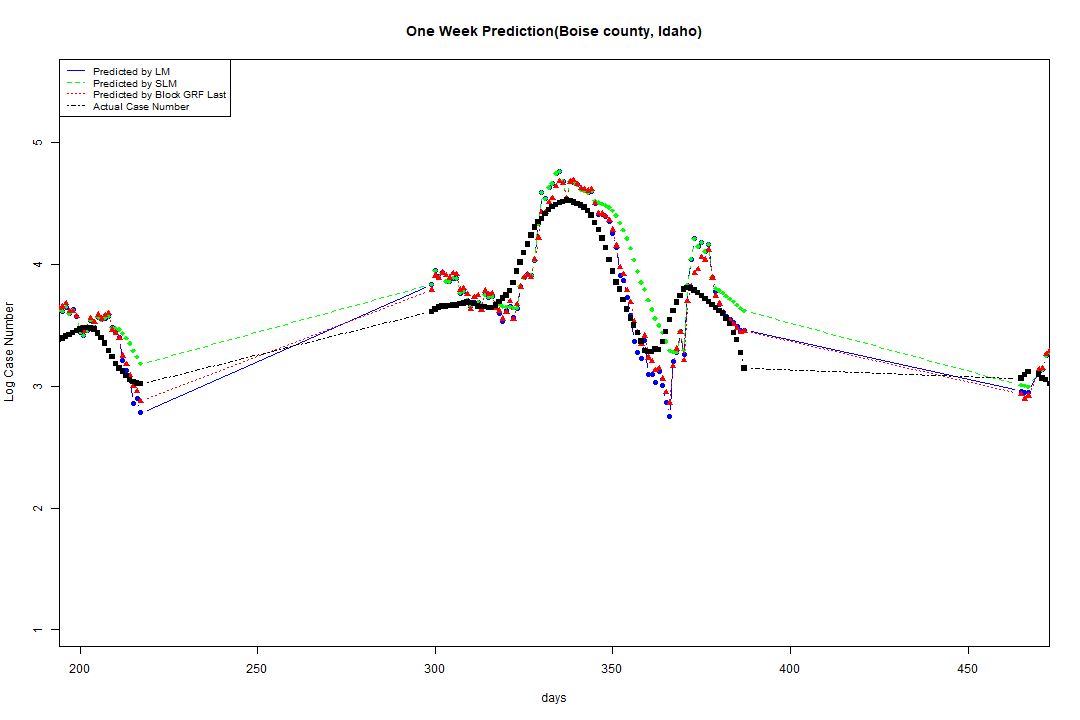 One Week Prediction(Boise county, Idaho)
Predicted by LM
Predicted by SLM
Predicted by Block GRF Last
Actual Case Number
5
4
3
2
1
Log Case Number
200 250 300 350 400 450
days